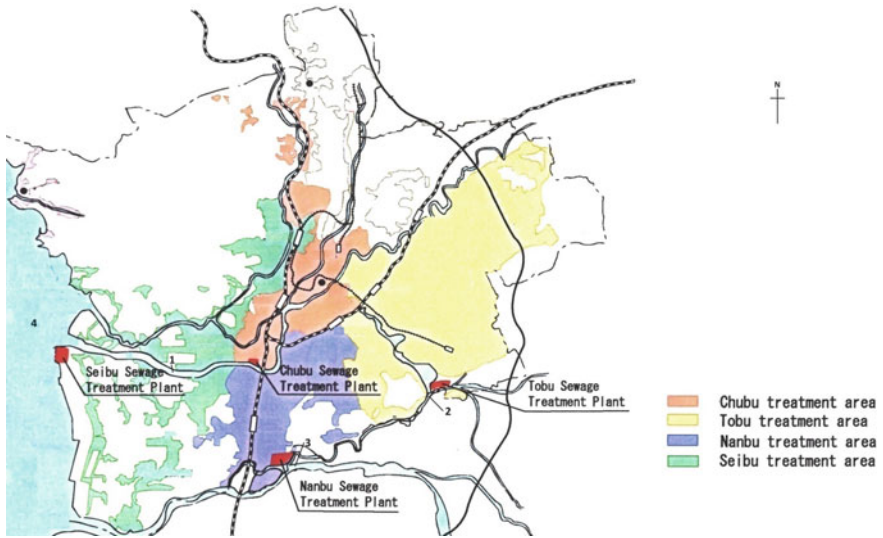 N
4
1
Seibu Sewage
Treatment Plant
Chubu Sewage
Treatment Plant
Tobu Sewage
Treatment Plant
2
3
Nanbu Sewage
Treatment Plant
Chubu treatment area
Tobu treatment area
Nanbu treatment area
Seibu treatment area